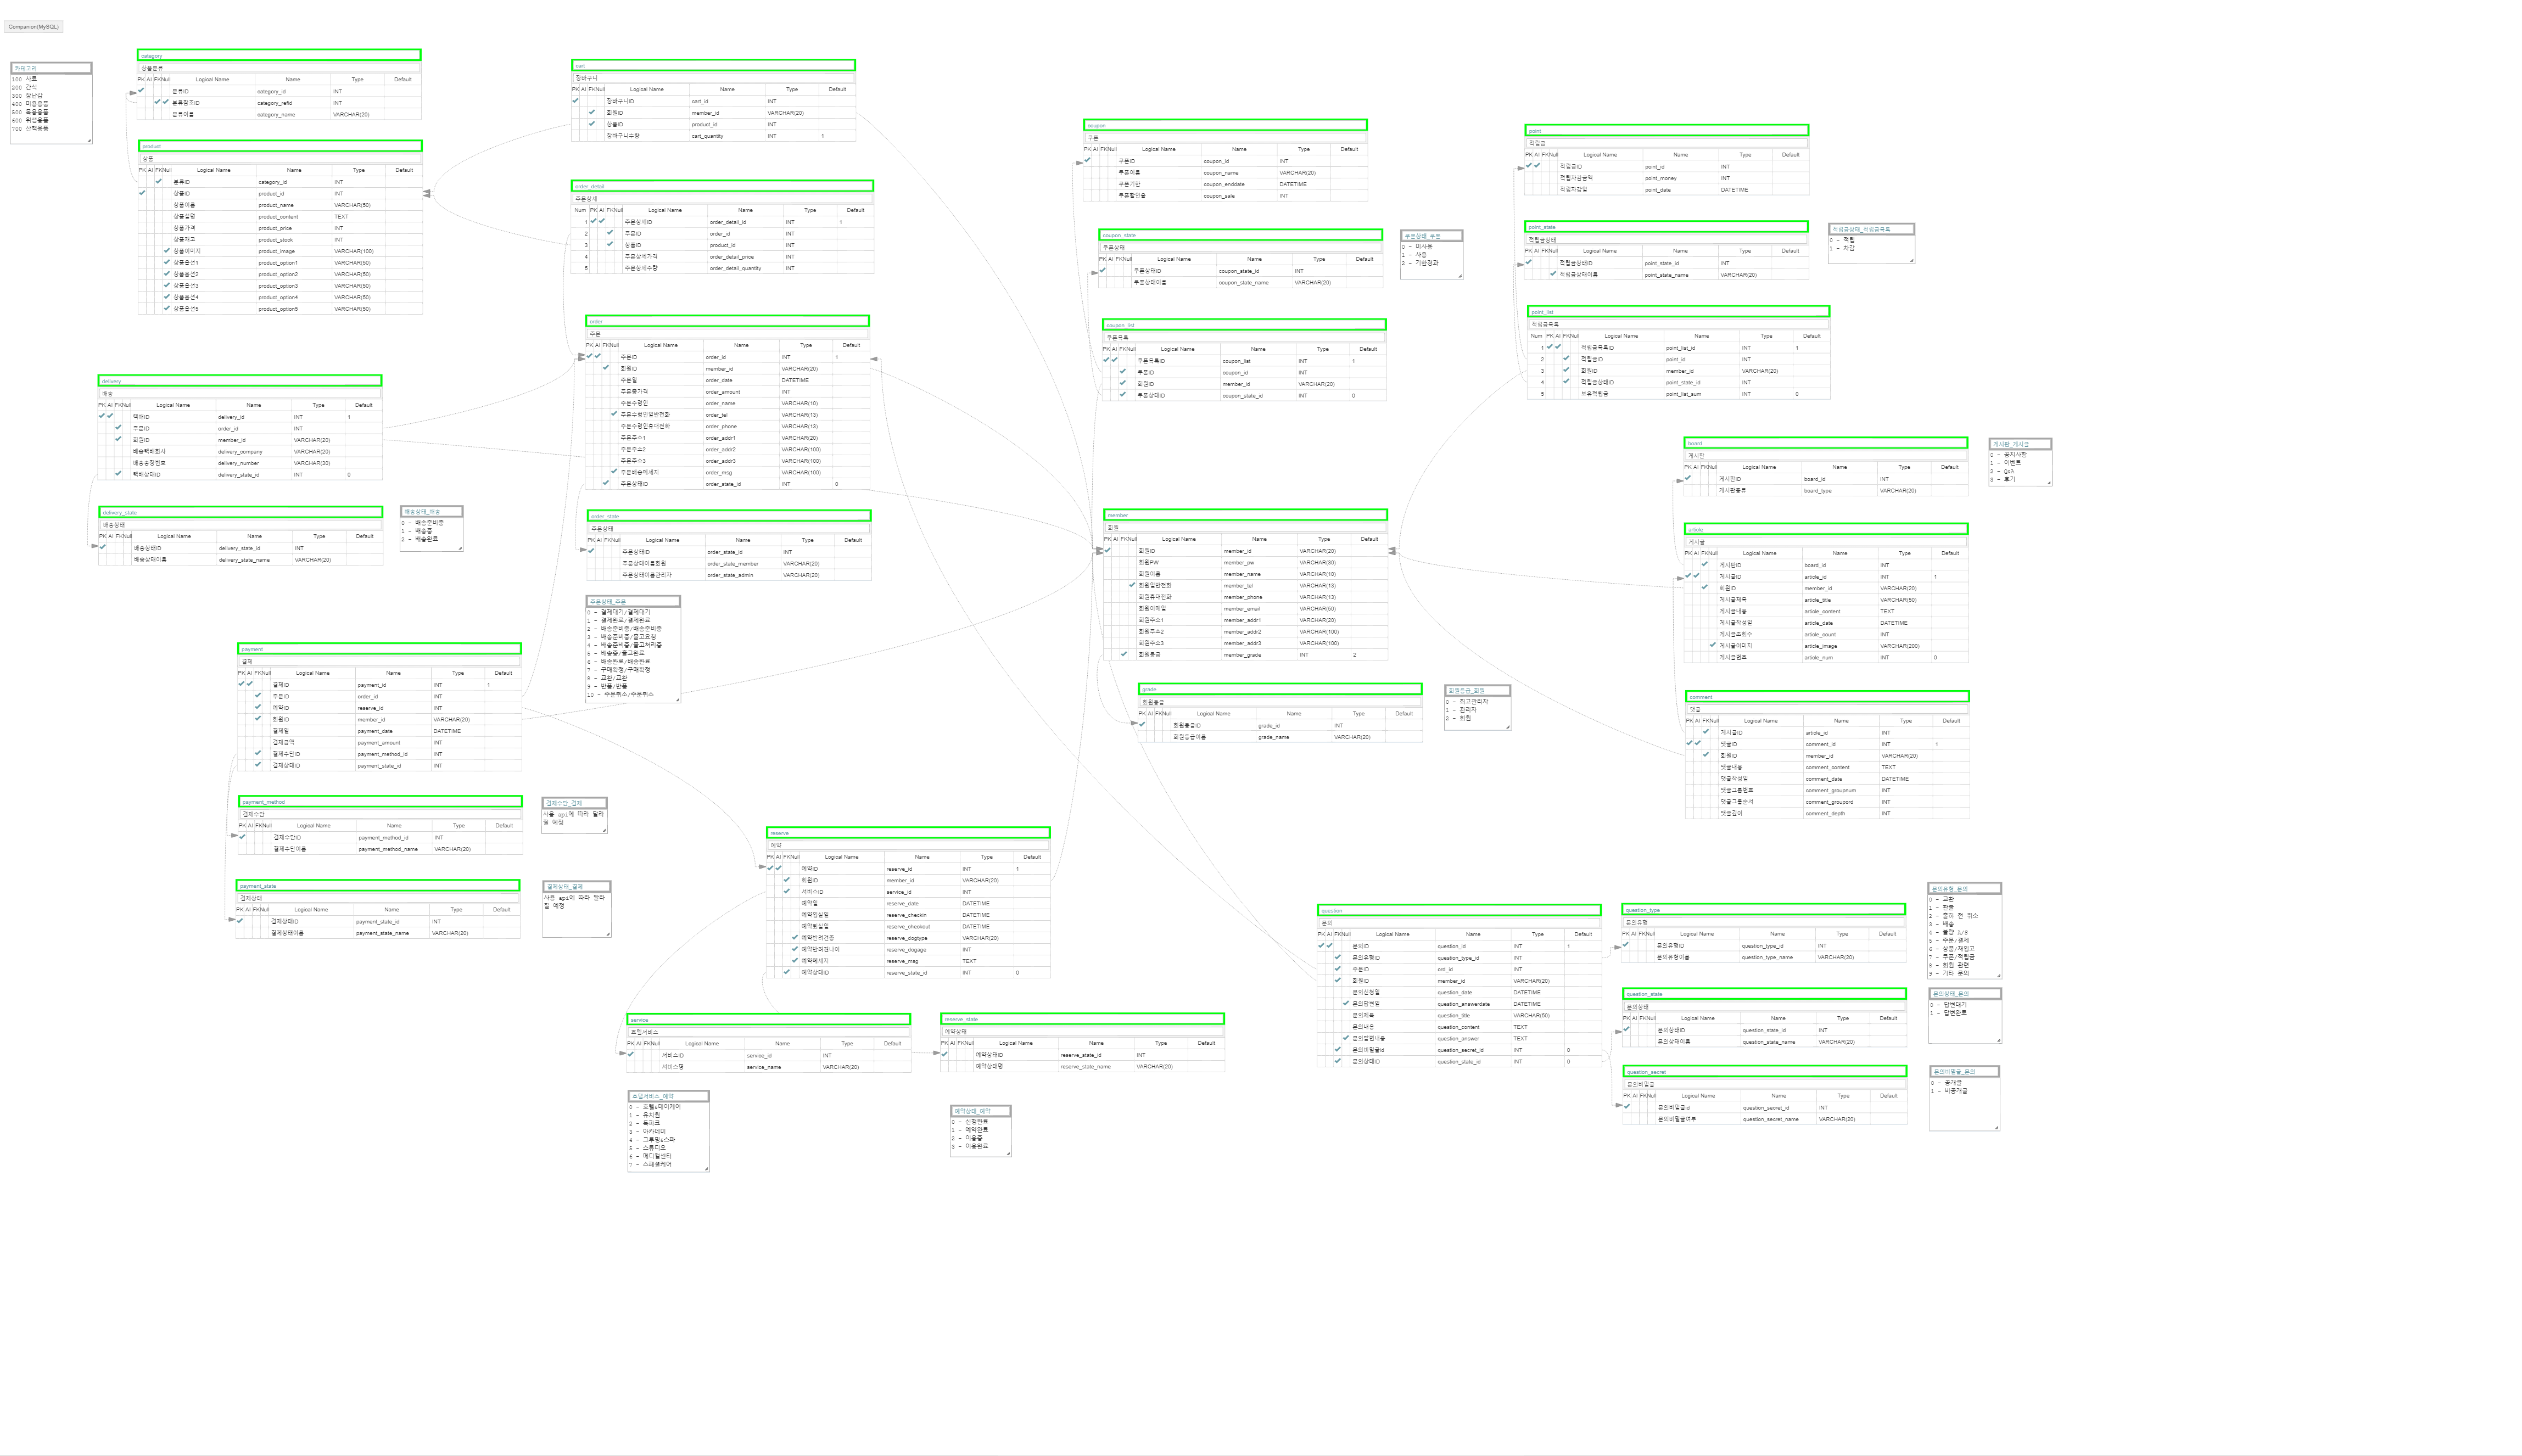 Companion(MySQL)
카테고리
100 사료
200 간식
300 장난감
400 미용용품
500 목욕용품
600 위생용품
700 산책용품
category
상품분류
PK AI FK Null Logical Name Name Type Default
분류ID category_id INT
분류참조ID category_refid INT
분류이름 category_name VARCHAR(20)
product
상품
PK AI FK Null Logical Name Name Type Default
분류ID category_id INT
상품ID product_id INT
상품이름 product_name VARCHAR(50)
상품설명 product_content TEXT
상품가격 product_price INT
상품재고 product_stock INT
상품이미지 product_image VARCHAR(100)
상품옵션1 product_option1 VARCHAR(50)
상품옵션2 product_option2 VARCHAR(50)
상품옵션3 product_option3 VARCHAR(50)
상품옵션4 product_option4 VARCHAR(50)
상품옵션5 product_option5 VARCHAR(50)
cart
장바구니
PK AI FK Null Logical Name Name Type Default
장바구니ID cart_id INT
회원ID member_id VARCHAR(20)
상품ID product_id INT
장바구니수량 cart_quantity INT 1
order_detail
주문상세
Num PK AI FK Null Logical Name Name Type Default
1 주문상세ID order_detail_id INT 1
2 주문ID order_id INT
3 상품ID product_id INT
4 주문상세가격 order_detail_price INT
5 주문상세수량 order_detail_quantity INT
order
주문
PK AI FK Null Logical Name Name Type Default
주문ID order_id INT 1
회원ID member_id VARCHAR(20)
주문일 order_date DATETIME
주문총가격 order_amount INT
주문수령인 order_name VARCHAR(10)
주문수령인일반전화 order_tel VARCHAR(13)
주문수령인휴대전화 order_phone VARCHAR(13)
주문주소1 order_addr1 VARCHAR(20)
주문주소2 order_addr2 VARCHAR(100)
주문주소3 order_addr3 VARCHAR(100)
주문배송메세지 order_msg VARCHAR(100)
주문상태ID order_state_id INT 0
order_state
주문상태
PK AI FK Null Logical Name Name Type Default
주문상태ID order_state_id INT
주문상태이름회원 order_state_member VARCHAR(20)
주문상태이름관리자 order_state_admin VARCHAR(20)
주문상태_주문
0 - 결제대기/결제대기
1 - 결제완료/결제완료
2 - 배송준비중/배송준비중
3 - 배송준비중/출고요청
4 - 배송준비중/출고처리중
5 - 배송중/출고완료
6 - 배송완료/배송완료
7 - 구매확정/구매확정
8 - 교환/교환
9 - 반품/반품
10 - 주문취소/주문취소
delivery
배송
PK AI FK Null Logical Name Name Type Default
택배ID delivery_id INT 1
주문ID order_id INT
회원ID member_id VARCHAR(20)
배송택배회사 delivery_company VARCHAR(20)
배송송장번호 delivery_number VARCHAR(30)
택배상태ID delivery_state_id INT 0
delivery_state
배송상태
PK AI FK Null Logical Name Name Type Default
배송상태ID delivery_state_id INT
배송상태이름 delivery_state_name VARCHAR(20)
배송상태_배송
0 - 배송준비중
1 - 배송중
2 - 배송완료
payment
결제
PK AI FK Null Logical Name Name Type Default
결제ID payment_id INT 1
주문ID order_id INT
예약ID reserve_id INT
회원ID member_id VARCHAR(20)
결제일 payment_date DATETIME
결제금액 payment_amount INT
결제수단ID payment_method_id INT
결제상태ID payment_state_id INT
payment_method
결제수단
PK AI FK Null Logical Name Name Type Default
결제수단ID payment_method_id INT
결제수단이름 payment_method_name VARCHAR(20)
결제수단_결제
사용 api에 따라 달라
질 예정
payment_state
결제상태
PK AI FK Null Logical Name Name Type Default
결제상태ID payment_state_id INT
결제상태이름 payment_state_name VARCHAR(20)
결제상태_결제
사용 api에 따라 달라
질 예정
coupon
쿠폰
PK AI FK Null Logical Name Name Type Default
쿠폰ID coupon_id INT
쿠폰이름 coupon_name VARCHAR(20)
쿠폰기한 coupon_enddate DATETIME
쿠폰할인율 coupon_sale INT
coupon_state
쿠폰상태
PK AI FK Null Logical Name Name Type Default
쿠폰상태ID coupon_state_id INT
쿠폰상태이름 coupon_state_name VARCHAR(20)
쿠폰상태_쿠폰
0 - 미사용
1 - 사용
2 - 기한경과
coupon_list
쿠폰목록
PK AI FK Null Logical Name Name Type Default
쿠폰목록ID coupon_list INT 1
쿠폰ID coupon_id INT
회원ID member_id VARCHAR(20)
쿠폰상태ID coupon_state_id INT 0
point
적립금
PK AI FK Null Logical Name Name Type Default
적립금ID point_id INT
적립차감금액 point_money INT
적립차감일 point_date DATETIME
point_state
적립금상태
PK AI FK Null Logical Name Name Type Default
적립금상태ID point_state_id INT
적립금상태이름 point_state_name VARCHAR(20)
적립금상태_적립금목록
0 - 적립
1 - 차감
point_list
적립금목록
Num PK AI FK Null Logical Name Name Type Default
1 적립금목록ID point_list_id INT 1
2 적립금ID point_id INT
3 회원ID member_id VARCHAR(20)
4 적립금상태ID point_state_id INT
5 보유적립금 point_list_sum INT 0
member
회원
PK AI FK Null Logical Name Name Type Default
회원ID member_id VARCHAR(20)
회원PW member_pw VARCHAR(30)
회원이름 member_name VARCHAR(10)
회원일반전화 member_tel VARCHAR(13)
회원휴대전화 member_phone VARCHAR(13)
회원이메일 member_email VARCHAR(50)
회원주소1 member_addr1 VARCHAR(20)
회원주소2 member_addr2 VARCHAR(100)
회원주소3 member_addr3 VARCHAR(100)
회원등급 member_grade INT 2
grade
회원등급
PK AI FK Null Logical Name Name Type Default
회원등급ID grade_id INT
회원등급이름 grade_name VARCHAR(20)
회원등급_회원
0 - 최고관리자
1 - 관리자
2 - 회원
board
게시판
PK AI FK Null Logical Name Name Type Default
게시판ID board_id INT
게시판종류 board_type VARCHAR(20)
게시판_게시글
0 - 공지사항
1 - 이벤트
2 - Q&A
3 - 후기
article
게시글
PK AI FK Null Logical Name Name Type Default
게시판ID board_id INT
게시글ID article_id INT 1
회원ID member_id VARCHAR(20)
게시글제목 article_title VARCHAR(50)
게시글내용 article_content TEXT
게시글작성일 article_date DATETIME
게시글조회수 article_count INT
게시글이미지 article_image VARCHAR(200)
게시글번호 article_num INT 0
comment
댓글
PK AI FK Null Logical Name Name Type Default
게시글ID article_id INT
댓글ID comment_id INT 1
회원ID member_id VARCHAR(20)
댓글내용 comment_content TEXT
댓글작성일 comment_date DATETIME
댓글그룹번호 comment_groupnum INT
댓글그룹순서 comment_groupord INT
댓글깊이 comment_depth INT
reserve
예약
PK AI FK Null Logical Name Name Type Default
예약ID reserve_id INT 1
회원ID member_id VARCHAR(20)
서비스ID service_id INT
예약일 reserve_date DATETIME
예약입실일 reserve_checkin DATETIME
예약퇴실일 reserve_checkout DATETIME
예약반려견종 reserve_dogtype VARCHAR(20)
예약반려견나이 reserve_dogage INT
예약메세지 reserve_msg TEXT
예약상태ID reserve_state_id INT 0
service
호텔서비스
PK AI FK Null Logical Name Name Type Default
서비스ID service_id INT
서비스명 service_name VARCHAR(20)
호텔서비스_예약
0 - 호텔&데이케어
1 - 유치원
2 - 독파크
3 - 아카데미
4 - 그루밍&스파
5 - 스튜디오
6 - 메디컬센터
7 - 스페셜케어
reserve_state
예약상태
PK AI FK Null Logical Name Name Type Default
예약상태ID reserve_state_id INT
예약상태명 reserve_state_name VARCHAR(20)
예약상태_예약
0 - 신청완료
1 - 예약완료
2 - 이용중
3 - 이용완료
question
문의
PK AI FK Null Logical Name Name Type Default
문의ID question_id INT 1
문의유형ID question_type_id INT
주문ID ord_id INT
회원ID member_id VARCHAR(20)
문의신청일 question_date DATETIME
문의답변일 question_answerdate DATETIME
문의제목 question_title VARCHAR(50)
문의내용 question_content TEXT
문의답변내용 question_answer TEXT
문의비밀글id question_secret_id INT 0
문의상태ID question_state_id INT 0
question_type
문의유형
PK AI FK Null Logical Name Name Type Default
문의유형ID question_type_id INT
문의유형이름 question_type_name VARCHAR(20)
문의유형_문의
0 - 교환
1 - 환불
2 - 출하 전 취소
3 - 배송
4 - 불량 A/S
5 - 주문/결제
6 - 상품/재입고
7 - 쿠폰/적립금
8 - 회원 관련
9 - 기타 문의
question_state
문의상태
PK AI FK Null Logical Name Name Type Default
문의상태ID question_state_id INT
문의상태이름 question_state_name VARCHAR(20)
문의상태_문의
0 - 답변대기
1 - 답변완료
question_secret
문의비밀글
PK AI FK Null Logical Name Name Type Default
문의비밀글id question_secret_id INT
문의비밀글여부 question_secret_name VARCHAR(20)
문의비밀글_문의
0 - 공개글
1 - 비공개글